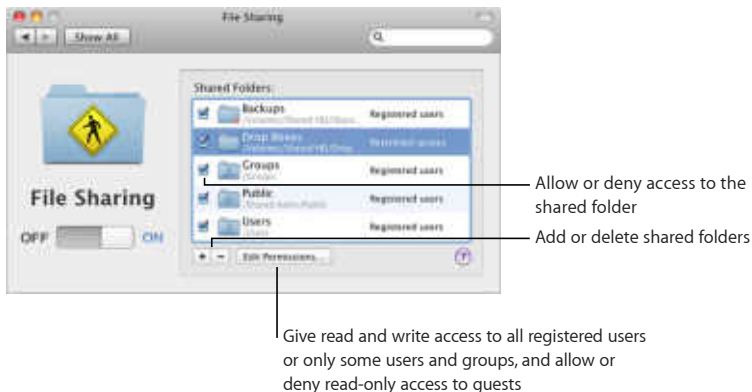 File Sharing
Show All
Shared Folders:
Backups
Registered users
Drop Boxes
Groups
/Groups
Registered users
Public
Registered users
Users
/Users
Registered users
File Sharing
OFF ON
+ - Edit Permissions...
?
Allow or deny access to the
shared folder
Add or delete shared folders
Give read and write access to all registered users
or only some users and groups, and allow or
deny read-only access to guests